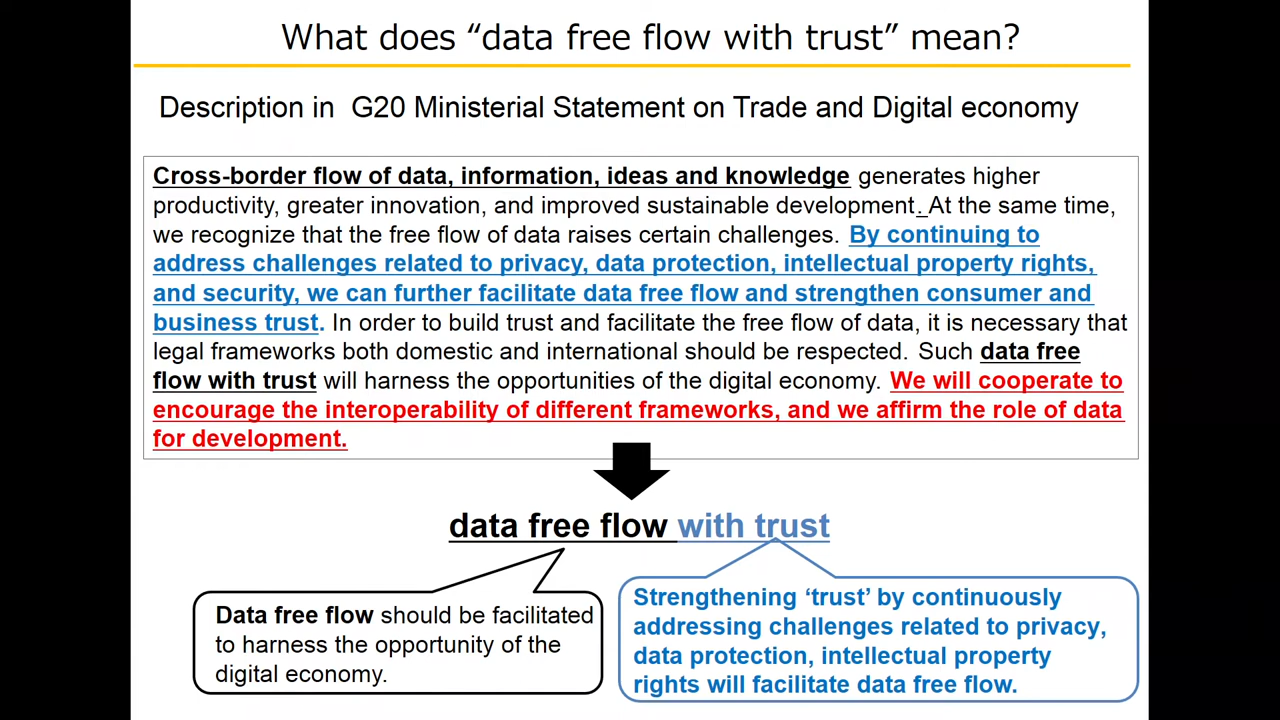 What does “data free flow with trust” mean?
Description in G20 Ministerial Statement on Trade and Digital economy
Cross-border flow of data, information, ideas and knowledge generates higher
productivity, greater innovation, and improved sustainable development. At the same time,
we recognize that the free flow of data raises certain challenges. By continuing to
address challenges related to privacy, data protection, intellectual property rights,
and security, we can further facilitate data free flow and strengthen consumer and
business trust. In order to build trust and facilitate the free flow of data, it is necessary that
legal frameworks both domestic and international should be respected. Such data free
flow with trust will harness the opportunities of the digital economy. We will cooperate to
encourage the interoperability of different frameworks, and we affirm the role of data
for development.
data free flow with trust
Data free flow should be facilitated
to harness the opportunity of the
digital economy.
Strengthening ‘trust’ by continuously
addressing challenges related to privacy,
data protection, intellectual property
rights will facilitate data free flow.